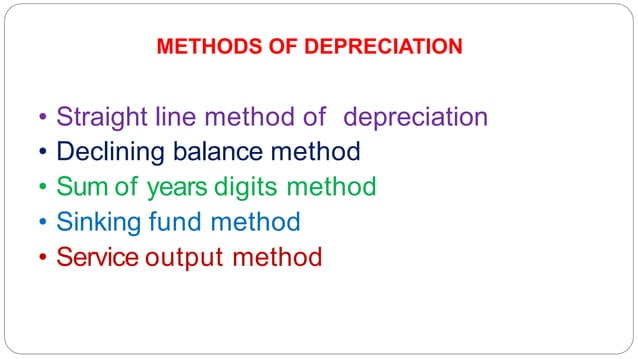 METHODS OF DEPRECIATION
• Straight line method of depreciation
• Declining balance method
• Sum of years digits method
• Sinking fund method
• Service output method